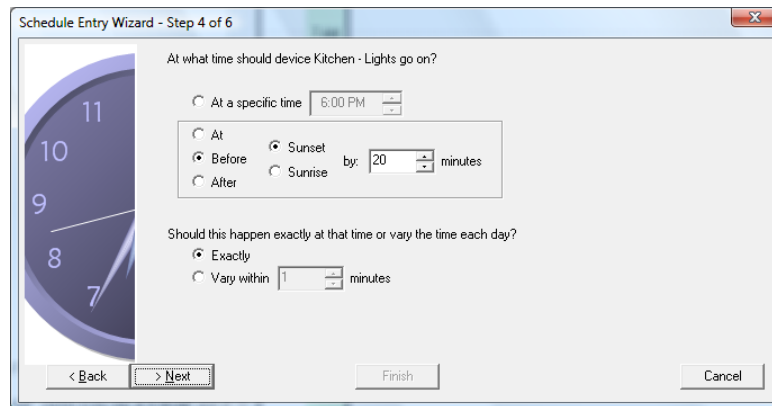 Schedule Entry Wizard - Step 4 of 6
At what time should device Kitchen - Lights go on?
At a specific time 6:00 PM
At
Before
After
Sunset
Sunrise
by: 20 minutes
Should this happen exactly at that time or vary the time each day?
Exactly
Vary within 1 minutes
11
10
9
8
7
< Back
> Next
Finish
Cancel